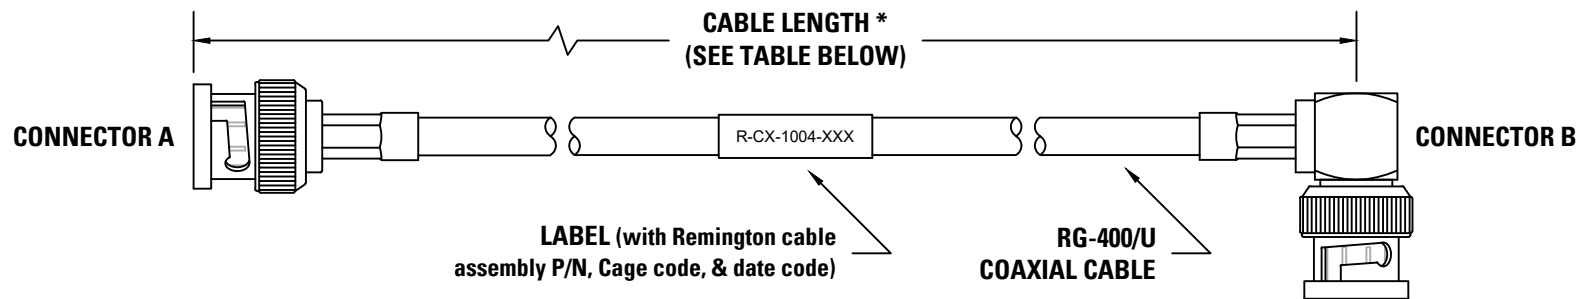 CABLE LENGTH *
(SEE TABLE BELOW)
CONNECTOR A
R-CX-1004-XXX
CONNECTOR B
LABEL (with Remington cable
assembly P/N, Cage code, & date code)
RG-400/U
COAXIAL CABLE